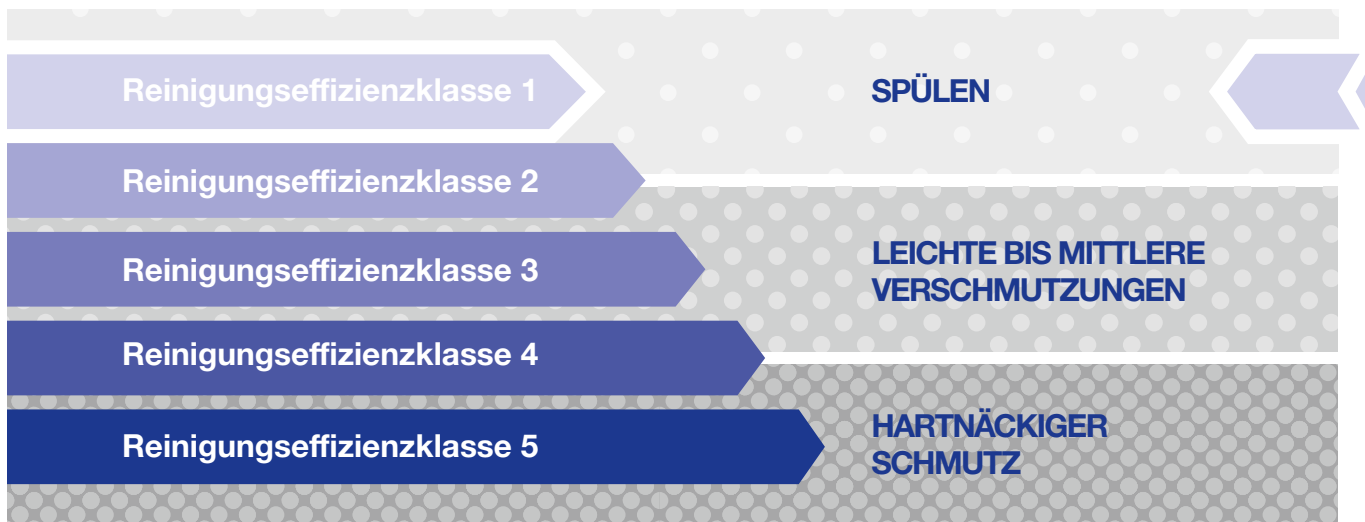 Reinigungseffizienzklasse 1
SPÜLEN
Reinigungseffizienzklasse 2
Reinigungseffizienzklasse 3
LEICHTE BIS MITTLERE
VERSCHMUTZUNGEN
Reinigungseffizienzklasse 4
Reinigungseffizienzklasse 5
HARTNÄCKIGER
SCHMUTZ